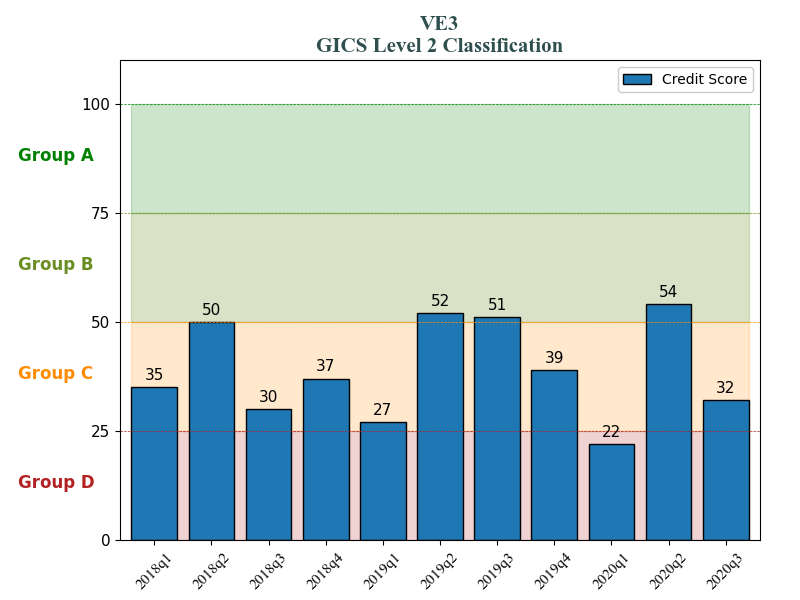 VE3
GICS Level 2 Classification
Credit Score
100
Group A
75
Group B
50
Group C
25
Group D
0
35
50
30
37
27
52
51
39
22
54
32
2018q1
2018q2
2018q3
2018q4
2019q1
2019q2
2019q3
2019q4
2020q1
2020q2
2020q3